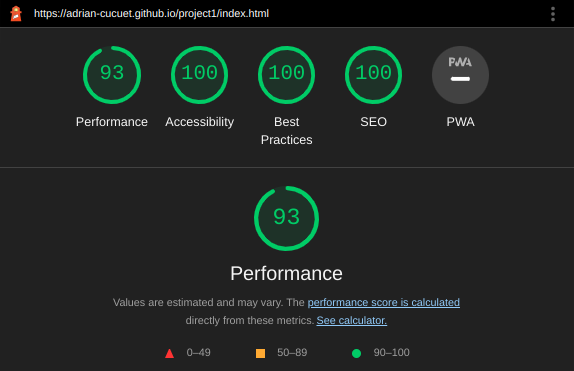 https://adrian-cucuet.github.io/project1/index.html
93 100 100 100 PWA
Performance Accessibility Best Practices SEO PWA
93
Performance
Values are estimated and may vary. The performance score is calculated
directly from these metrics. See calculator.
0–49 50–89 90–100